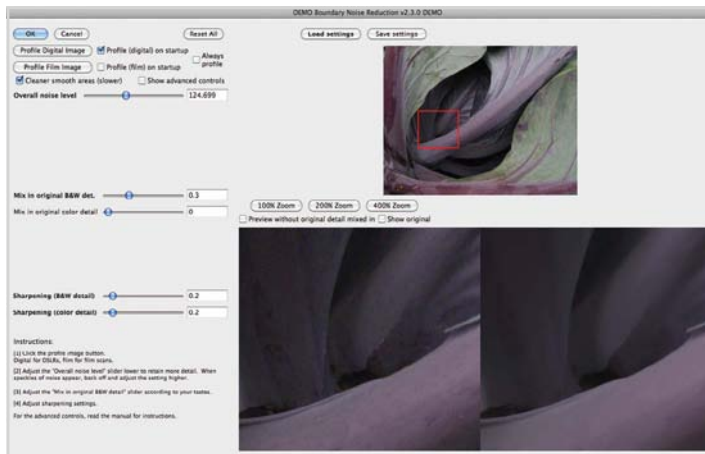 DEMO Boundary Noise Reduction v2.3.0 DEMO
OK Cancel Reset All
Load settings Save settings
Profile Digital Image Profile (digital) on startup
Always profile
Profile Film Image Profile (film) on startup
Cleaner smooth areas (slower) Show advanced controls
Overall noise level 124.699
Mix in original B&W det. 0.3
Mix in original color detail 0
100% Zoom 200% Zoom 400% Zoom
Preview without original detail mixed in Show original
Sharpening (B&W detail) 0.2
Sharpening (color detail) 0.2
Instructions:
[1] Click the profile image button.
Digital for DSLRs, film for film scans.
[2] Adjust the "Overall noise level" slider lower to retain more detail. When
speckles of noise appear, back off and adjust the setting higher.
[3] Adjust the "Mix in original B&W detail" slider according to your tastes.
[4] Adjust sharpening settings.
For the advanced controls, read the manual for instructions.